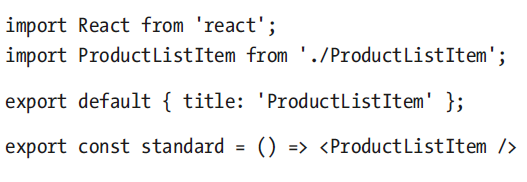 import React from 'react';
import ProductListItem from './ProductListItem';
export default { title: 'ProductListItem' };
export const standard = () => <ProductListItem />